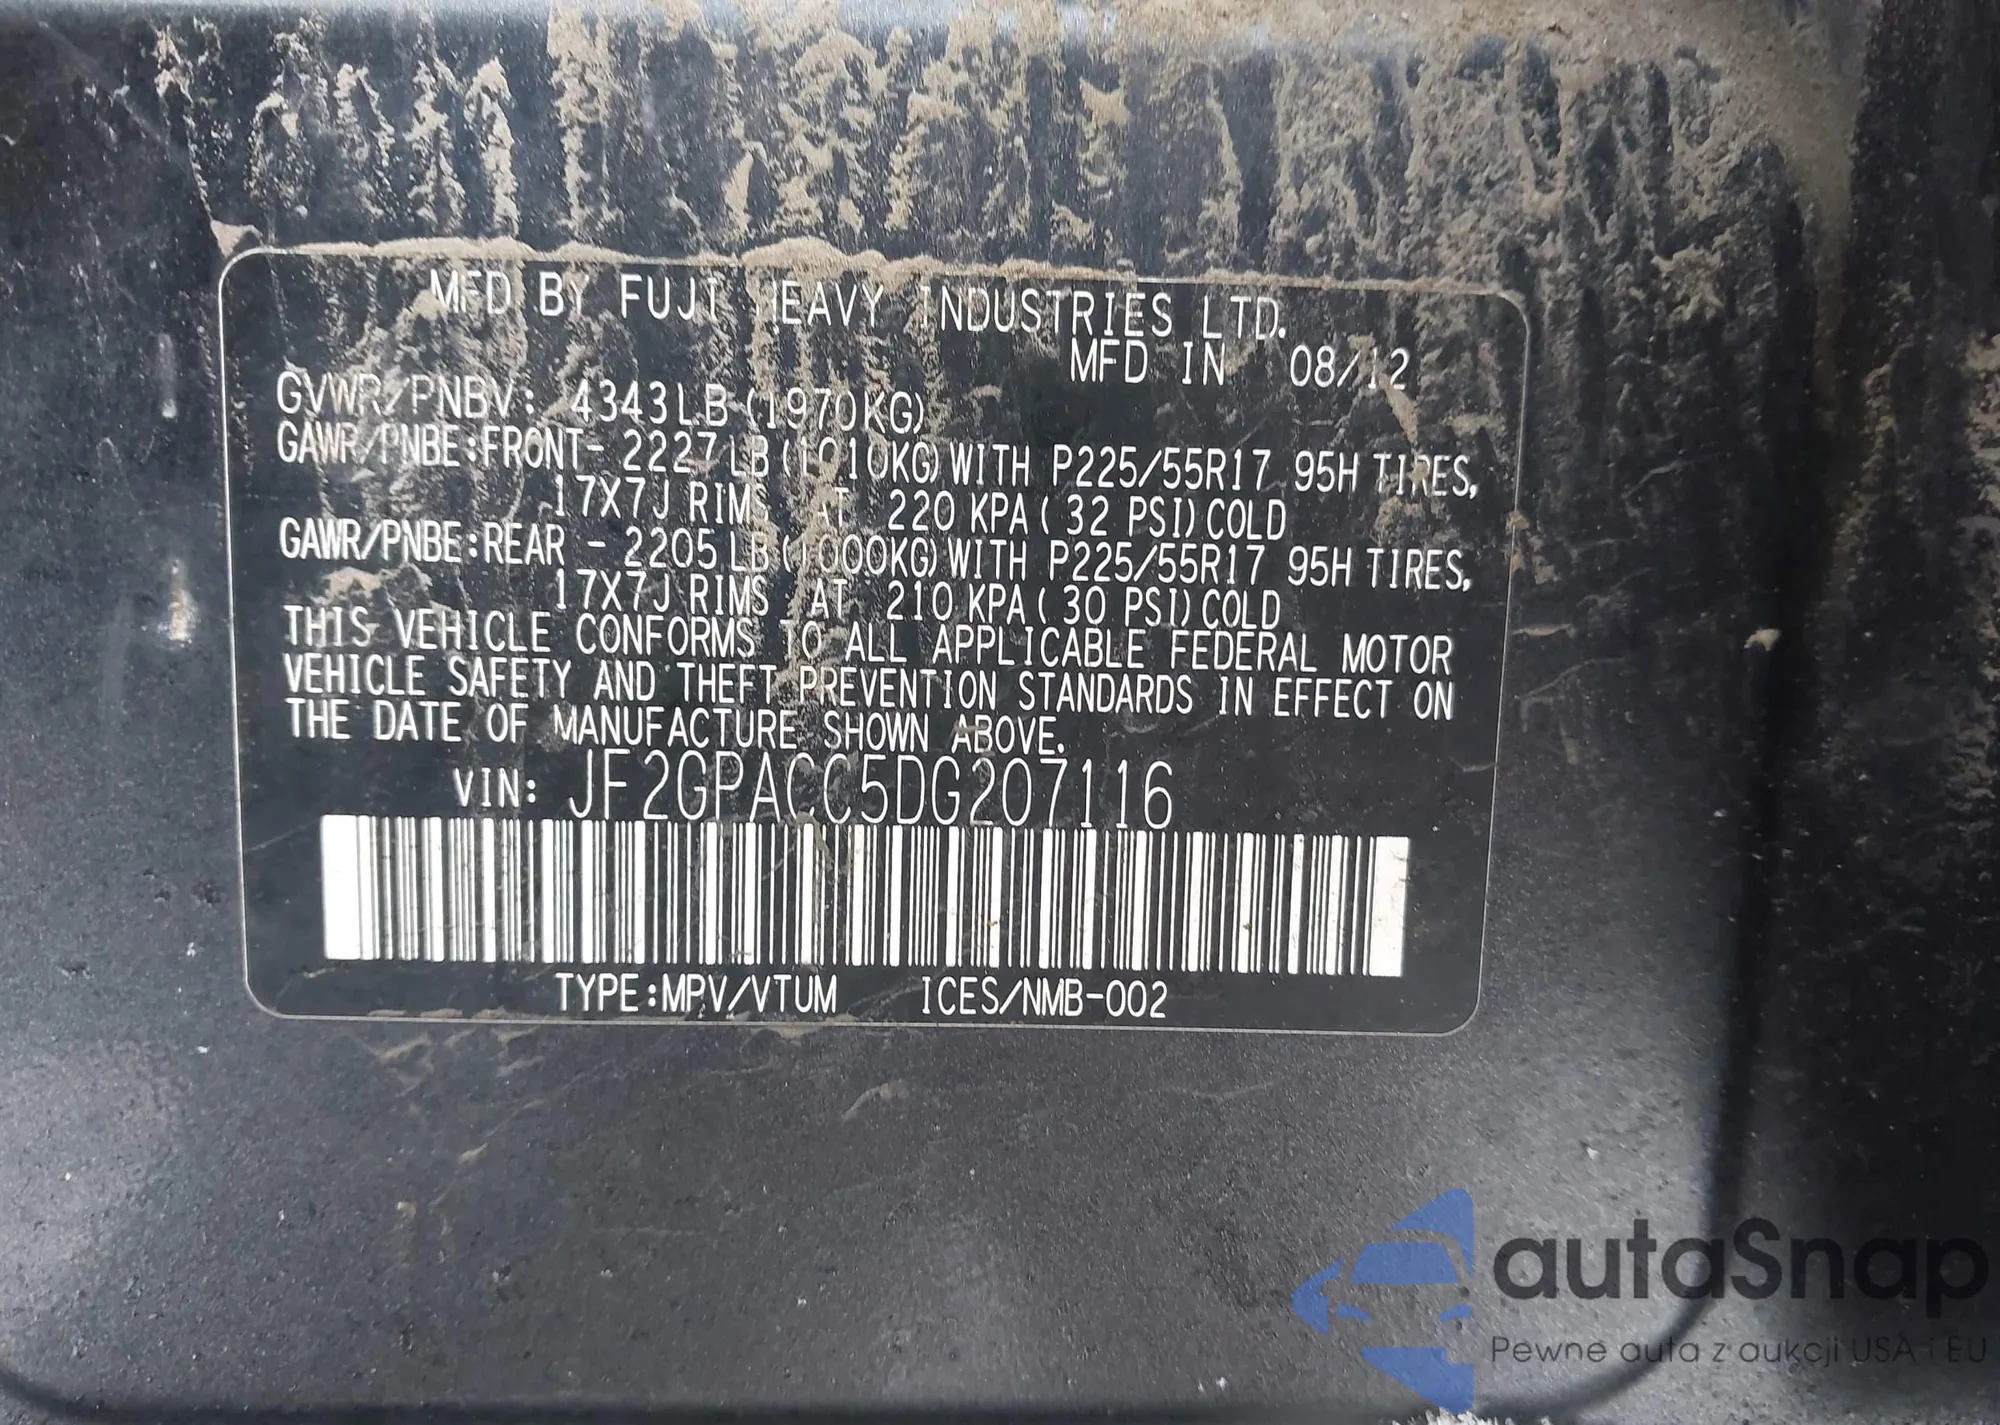 MFD BY FUJI HEAVY INDUSTRIES LTD.
MFD IN 08/12
GVWR/PNBV: 4343LB (1970KG)
GAWR/PNBE:FRONT- 2227LB(1010KG)WITH P225/55R17 95H TIRES,
17X7J RIMS AT 220 KPA( 32 PSI)COLD
GAWR/PNBE:REAR - 2205LB(1000KG)WITH P225/55R17 95H TIRES,
17X7J RIMS AT 210 KPA( 30 PSI)COLD
THIS VEHICLE CONFORMS TO ALL APPLICABLE FEDERAL MOTOR
VEHICLE SAFETY AND THEFT PREVENTION STANDARDS IN EFFECT ON
THE DATE OF MANUFACTURE SHOWN ABOVE.
VIN: JF2GPACC5DG207116
TYPE:MPV/VTUM ICES/NMB-002
autaSnap
Pewne auta z aukcji USA i EU